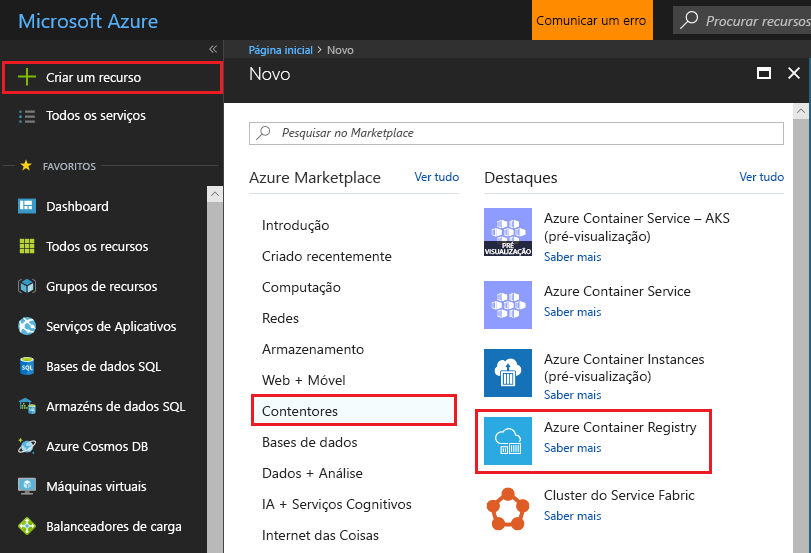 Microsoft Azure
Comunicar um erro
Procurar recursos
Criar um recurso
Todos os serviços
FAVORITOS
Dashboard
Todos os recursos
Grupos de recursos
Serviços de Aplicativos
Bases de dados SQL
Armazéns de dados SQL
Azure Cosmos DB
Máquinas virtuais
Balanceadores de carga
Página inicial > Novo
Novo
Pesquisar no Marketplace
Azure Marketplace
Ver tudo
Introdução
Criado recentemente
Computação
Redes
Armazenamento
Web + Móvel
Contentores
Bases de dados
Dados + Análise
IA + Serviços Cognitivos
Internet das Coisas
Destaques
Ver tudo
PRÉ
VISUALIZAÇÃO
Azure Container Service – AKS
(pré-visualização)
Saber mais
Azure Container Service
Saber mais
Azure Container Instances
(pré-visualização)
Saber mais
Azure Container Registry
Saber mais
Cluster do Service Fabric
Saber mais